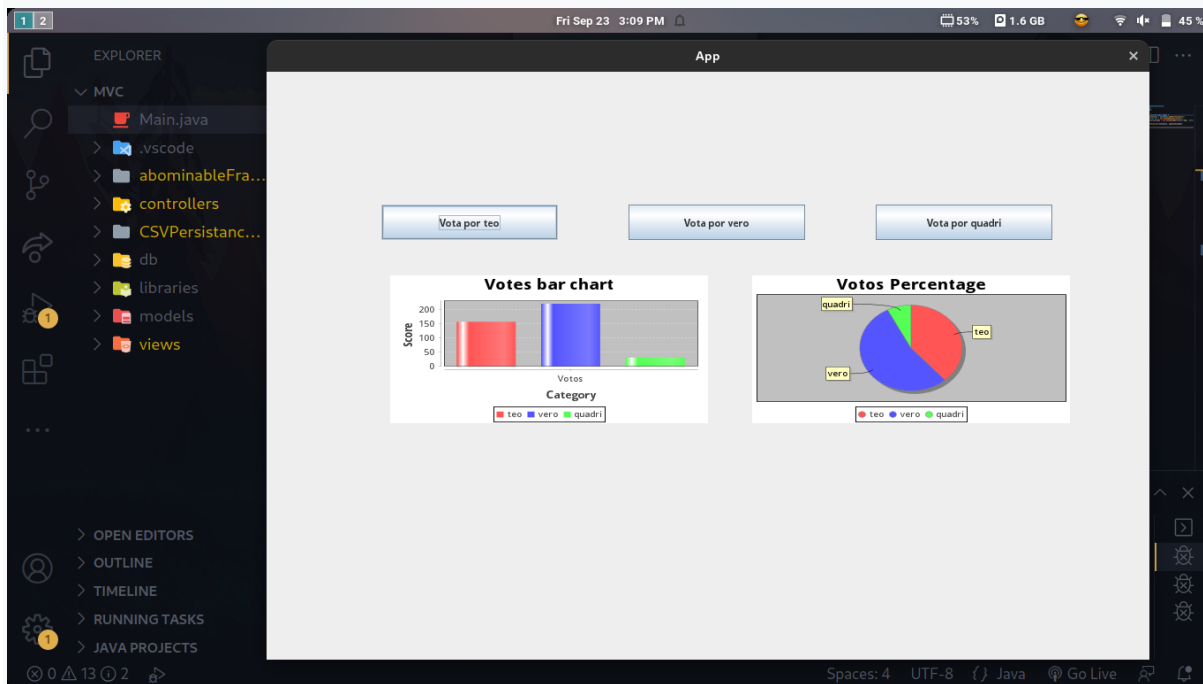 1 2
Fri Sep 23 3:09 PM
53%
1.6 GB
45 %
EXPLORER
MVC
Main.java
.vscode
abominableFra...
controllers
CSVPersistanc...
db
libraries
models
views
...
OPEN EDITORS
OUTLINE
TIMELINE
RUNNING TASKS
JAVA PROJECTS
1
1
App
Vota por teo
Vota por vero
Vota por quadri
Votes bar chart
200
150
100
50
0
Score
Votos
Category
teo vero quadri
Votos Percentage
quadri
teo
vero
teo vero quadri
0 13 2
Spaces: 4 UTF-8 {} Java Go Live